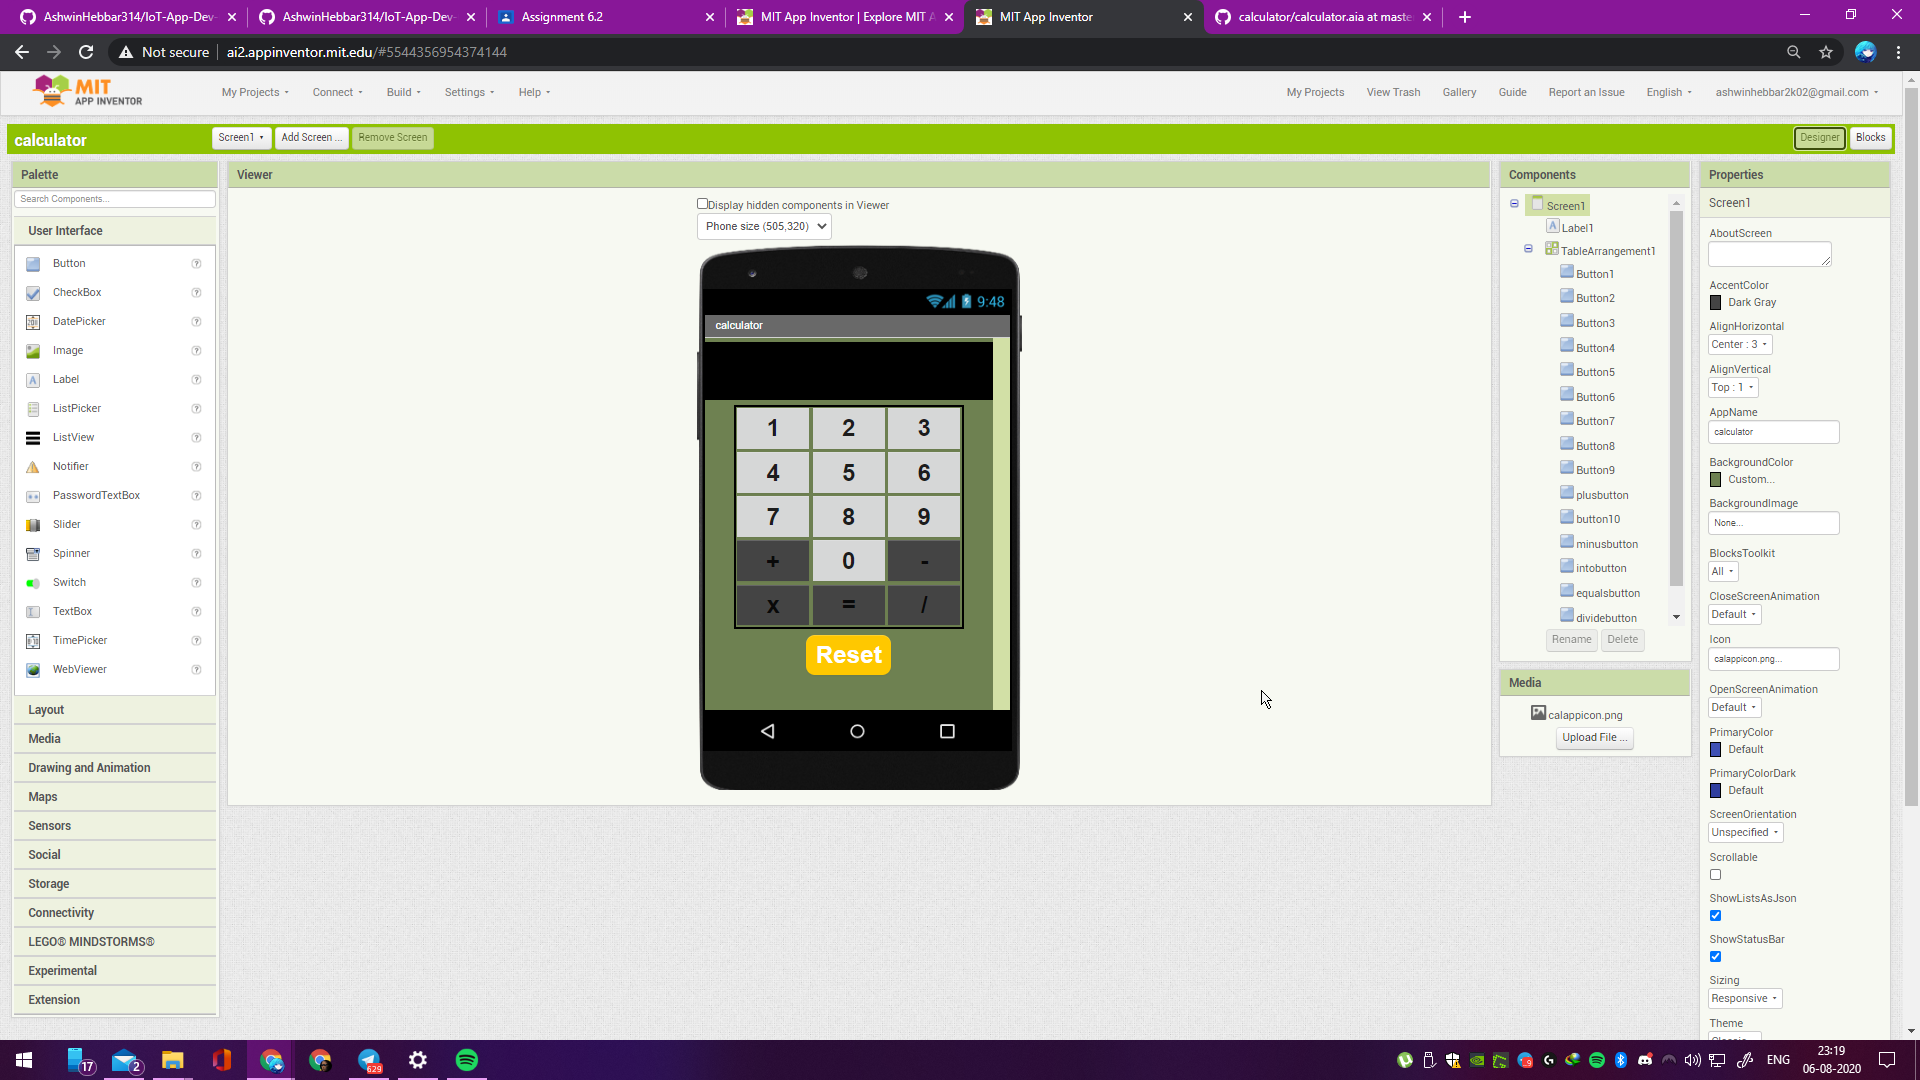 AshwinHebbar314/IoT-App-Dev-
AshwinHebbar314/IoT-App-Dev-
Assignment 6.2
MIT App Inventor | Explore MIT A
MIT App Inventor
calculator/calculator.aia at maste
Not secure
ai2.appinventor.mit.edu/#5544356954374144
MIT
APP INVENTOR
My Projects
Connect
Build
Settings
Help
My Projects
View Trash
Gallery
Guide
Report an Issue
English
ashwinhebbar2k02@gmail.com
calculator
Screen1
Add Screen ...
Remove Screen
Designer
Blocks
Palette
Search Components...
User Interface
Button
CheckBox
DatePicker
Image
Label
ListPicker
ListView
Notifier
PasswordTextBox
Slider
Spinner
Switch
TextBox
TimePicker
WebViewer
Layout
Media
Drawing and Animation
Maps
Sensors
Social
Storage
Connectivity
LEGO® MINDSTORMS®
Experimental
Extension
Viewer
Display hidden components in Viewer
Phone size (505,320)
9:48
calculator
1 2 3
4 5 6
7 8 9
+ 0 -
x = /
Reset
Components
Screen1
Label1
TableArrangement1
Button1
Button2
Button3
Button4
Button5
Button6
Button7
Button8
Button9
plusbutton
button10
minusbutton
intobutton
equalsbutton
dividebutton
Rename
Delete
Media
calappicon.png
Upload File ...
Properties
Screen1
AboutScreen
AccentColor
Dark Gray
AlignHorizontal
Center : 3
AlignVertical
Top : 1
AppName
calculator
BackgroundColor
Custom...
BackgroundImage
None...
BlocksToolkit
All
CloseScreenAnimation
Default
Icon
calappicon.png...
OpenScreenAnimation
Default
PrimaryColor
Default
PrimaryColorDark
Default
ScreenOrientation
Unspecified
Scrollable
ShowListsAsJson
ShowStatusBar
Sizing
Responsive
Theme
17
2
629
ENG
23:19
06-08-2020